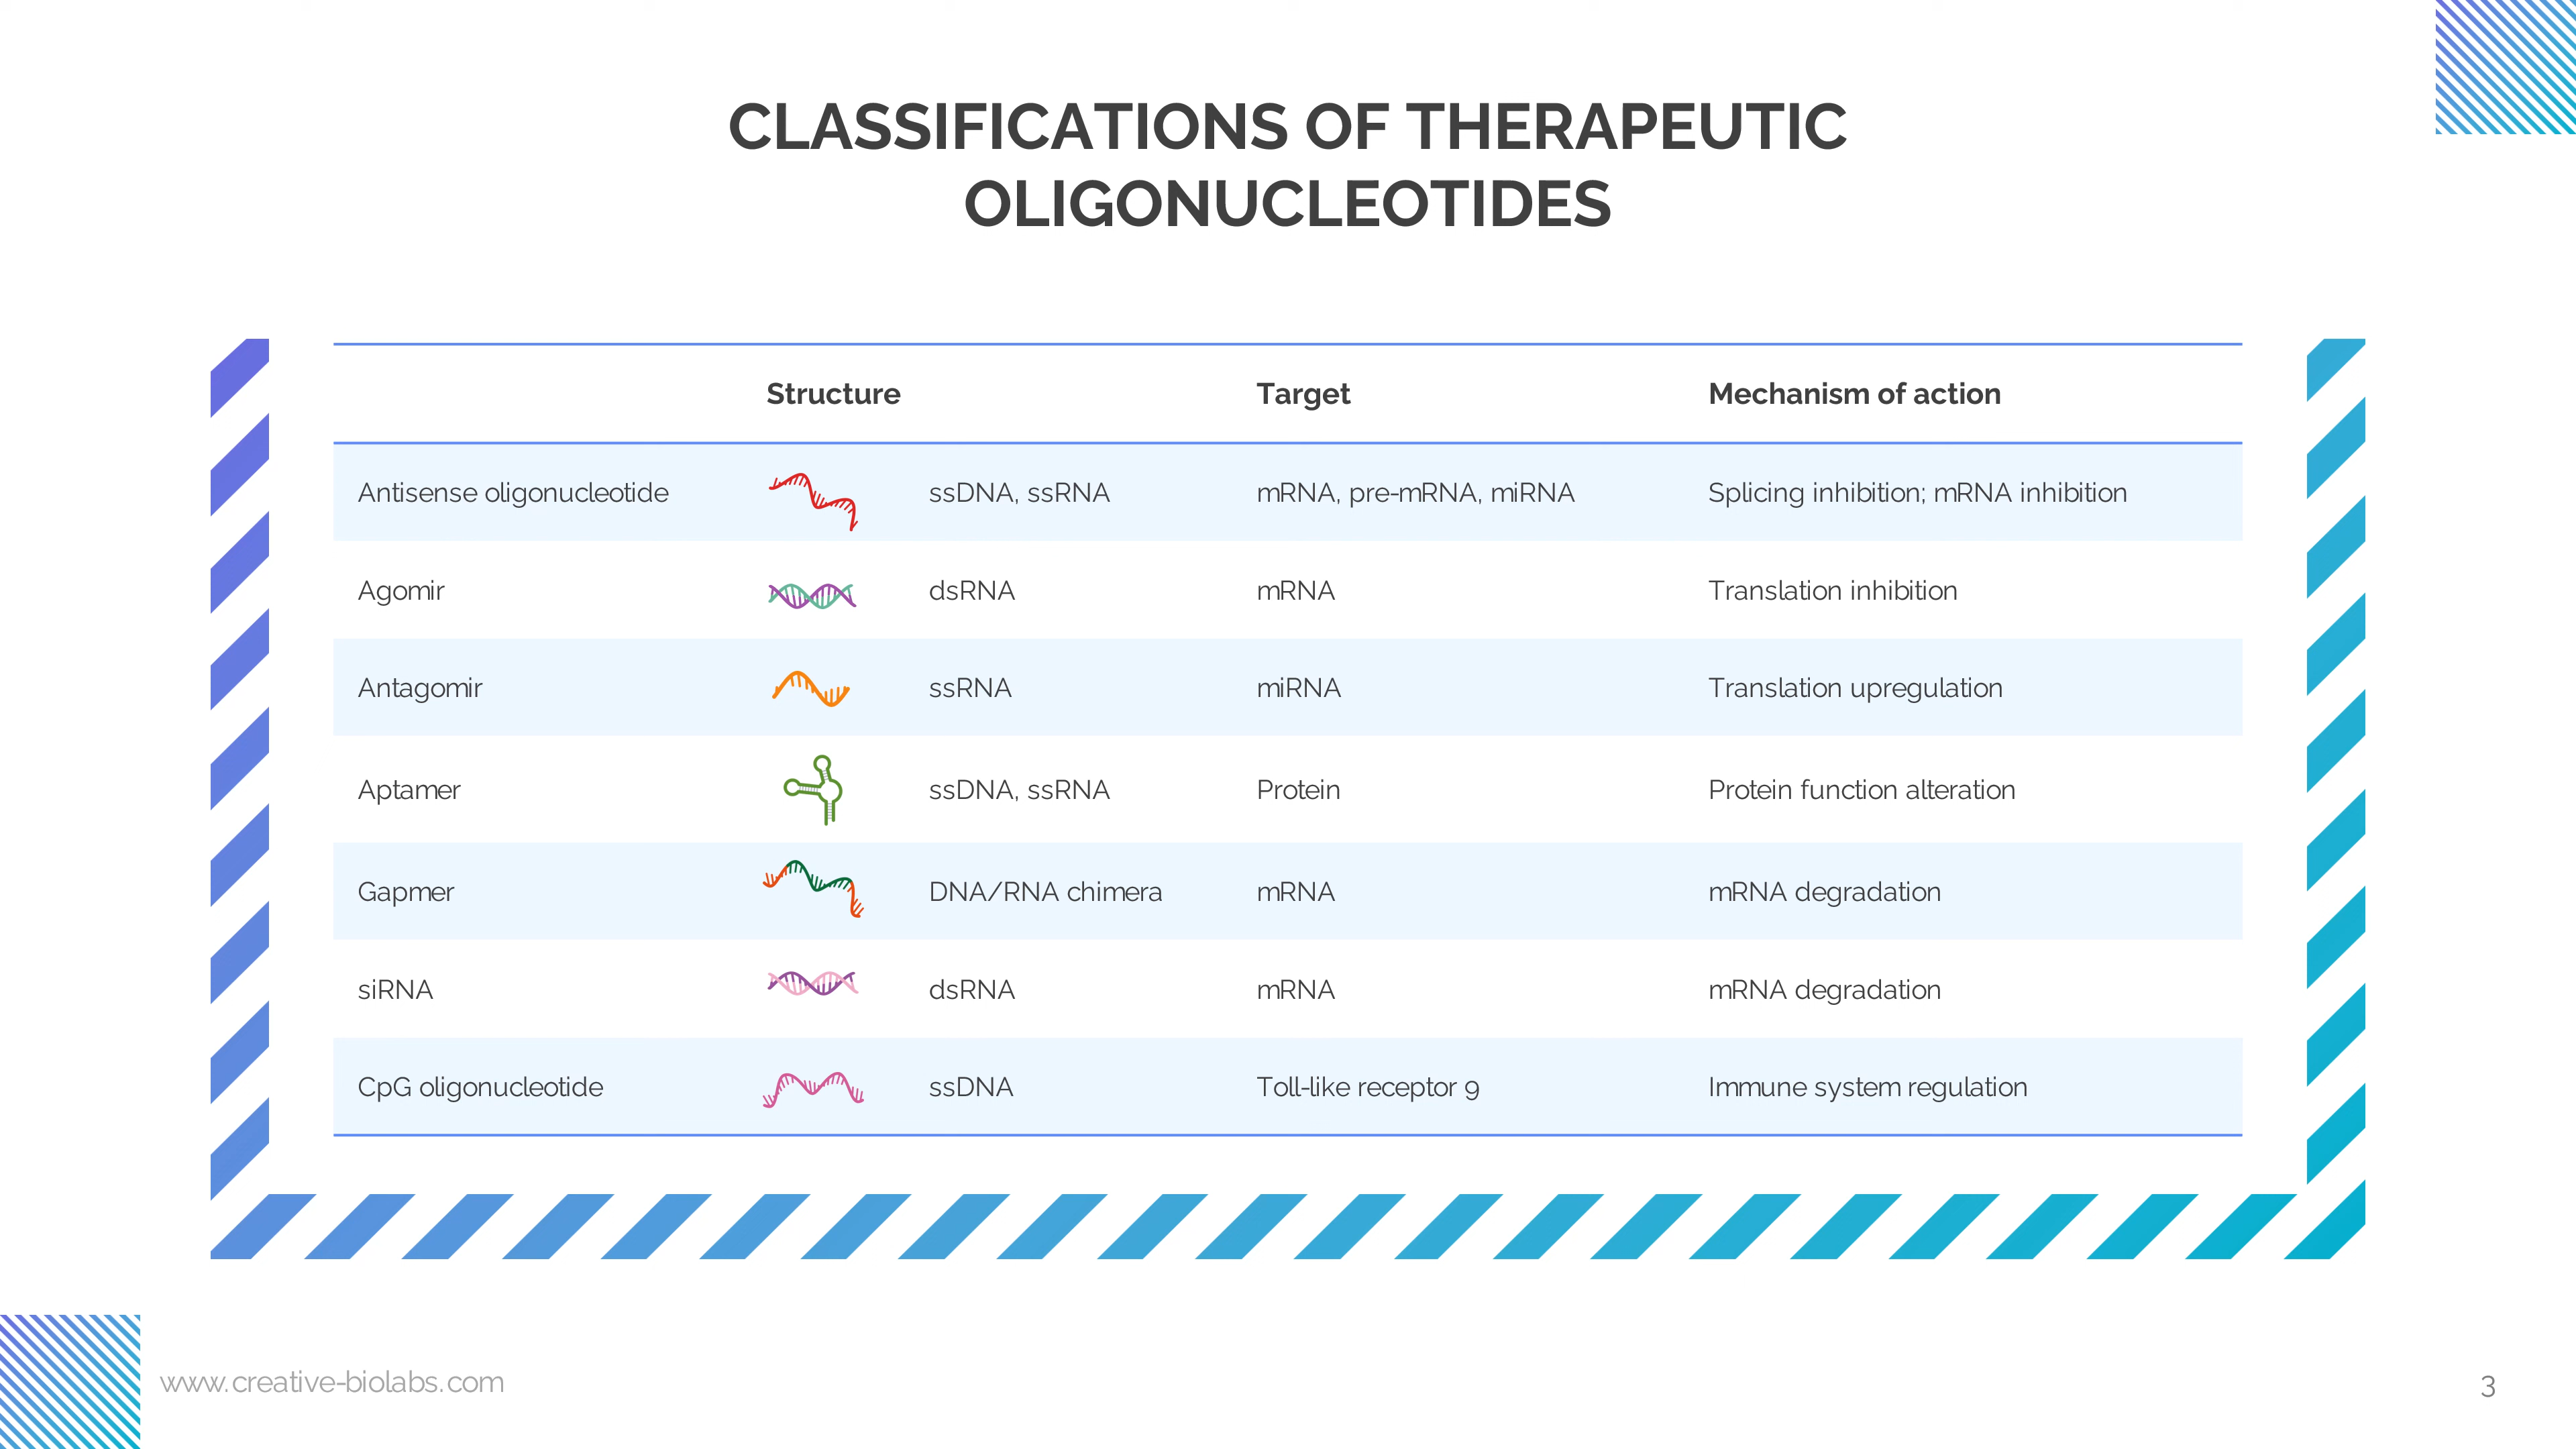 CLASSIFICATIONS OF THERAPEUTIC
OLIGONUCLEOTIDES
Structure Target Mechanism of action
Antisense oligonucleotide ssDNA, ssRNA mRNA, pre-mRNA, miRNA Splicing inhibition; mRNA inhibition
Agomir dsRNA mRNA Translation inhibition
Antagomir ssRNA miRNA Translation upregulation
Aptamer ssDNA, ssRNA Protein Protein function alteration
Gapmer DNA/RNA chimera mRNA mRNA degradation
siRNA dsRNA mRNA mRNA degradation
CpG oligonucleotide ssDNA Toll-like receptor 9 Immune system regulation
www.creative-biolabs.com 3